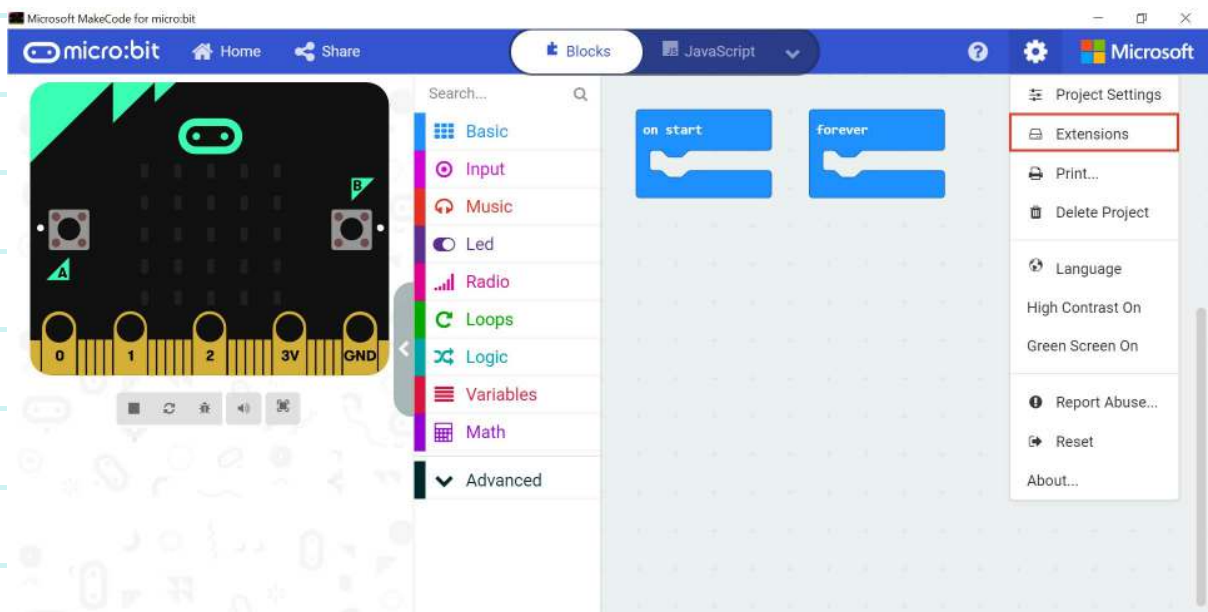 Microsoft MakeCode for micro:bit
micro:bit Home Share Blocks JavaScript Microsoft
Search...
Basic
Input
Music
Led
Radio
Loops
Logic
Variables
Math
Advanced
on start forever
Project Settings
Extensions
Print...
Delete Project
Language
High Contrast On
Green Screen On
Report Abuse...
Reset
About...
B
A
0 1 2 3V GND